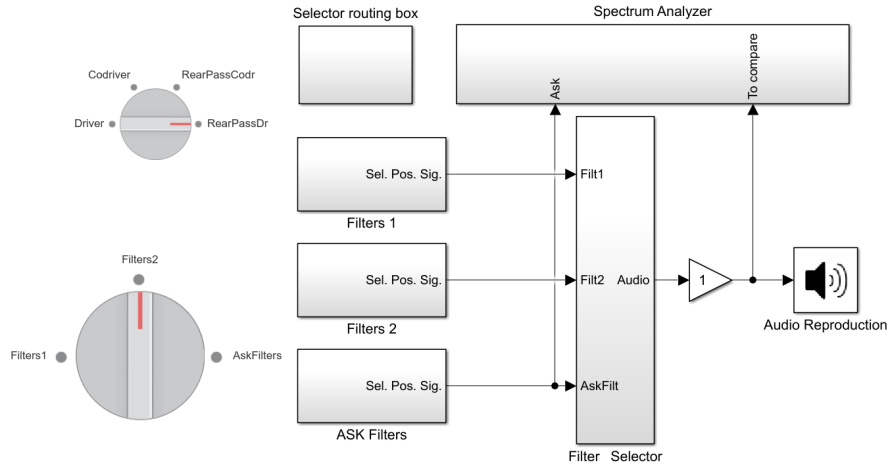 Selector routing box
Spectrum Analyzer
Ask
To compare
Codriver
RearPassCodr
Driver
RearPassDr
Sel. Pos. Sig.
Filt1
Filters 1
Filters2
Filters1
AskFilters
Sel. Pos. Sig.
Filt2
Audio
1
Filters 2
Audio Reproduction
Sel. Pos. Sig.
AskFilt
ASK Filters
Filter Selector